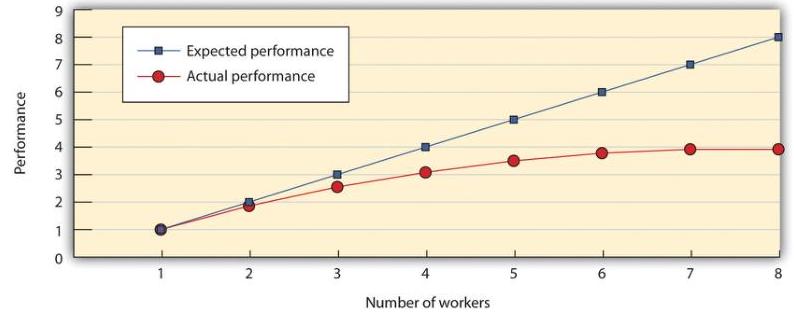 9
8
7
6
5
4
3
2
1
0
Performance
Expected performance
Actual performance
1 2 3 4 5 6 7 8
Number of workers